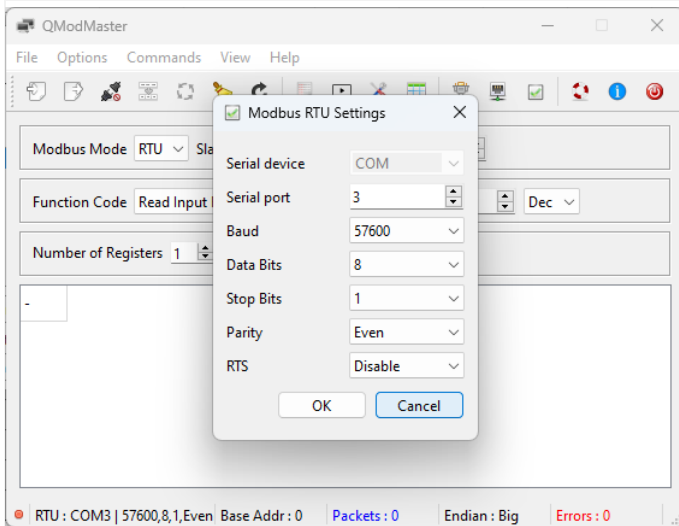 QModMaster
File Options Commands View Help
Modbus RTU Settings
Modbus Mode RTU
Serial device COM
Serial port 3
Function Code Read Input Dec
Baud 57600
Number of Registers 1
Data Bits 8
Stop Bits 1
-
Parity Even
RTS Disable
OK Cancel
RTU : COM3 | 57600,8,1,Even Base Addr : 0 Packets : 0 Endian : Big Errors : 0